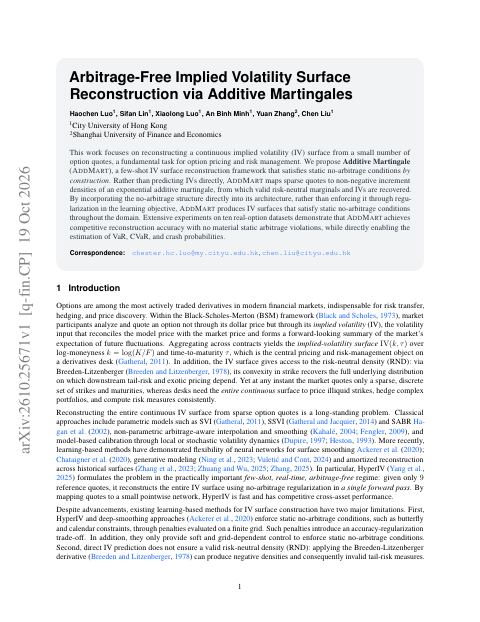 arXiv:2610.25671v1 [q-fin.CP] 19 Oct 2026
Arbitrage-Free Implied Volatility Surface
Reconstruction via Additive Martingales
Haochen Luo¹, Sifan Lin¹, Xiaolong Luo¹, An Binh Minh¹, Yuan Zhang², Chen Liu¹
¹City University of Hong Kong
²Shanghai University of Finance and Economics
This work focuses on reconstructing a continuous implied volatility (IV) surface from a small number of
option quotes, a fundamental task for option pricing and risk management. We propose Additive Martingale
(ADDMART), a few-shot IV surface reconstruction framework that satisfies static no-arbitrage conditions by
construction. Rather than predicting IVs directly, ADDMART maps sparse quotes to non-negative increment
densities of an exponential additive martingale, from which valid risk-neutral marginals and IVs are recovered.
By incorporating the no-arbitrage structure directly into its architecture, rather than enforcing it through regu-
larization in the learning objective, ADDMART produces IV surfaces that satisfy static no-arbitrage conditions
throughout the domain. Extensive experiments on ten real-option datasets demonstrate that ADDMART achieves
competitive reconstruction accuracy with no material static arbitrage violations, while directly enabling the
estimation of VaR, CVaR, and crash probabilities.
Correspondence: chester.hc.luo@my.cityu.edu.hk,chen.liu@cityu.edu.hk
1 Introduction
Options are among the most actively traded derivatives in modern financial markets, indispensable for risk transfer,
hedging, and price discovery. Within the Black-Scholes-Merton (BSM) framework (Black and Scholes, 1973), market
participants analyze and quote an option not through its dollar price but through its implied volatility (IV), the volatility
input that reconciles the model price with the market price and forms a forward-looking summary of the market's
expectation of future fluctuations. Aggregating across contracts yields the implied-volatility surface IV(k, τ) over
log-moneyness k = log(K/F) and time-to-maturity τ, which is the central pricing and risk-management object on
a derivatives desk (Gatheral, 2011). In addition, the IV surface gives access to the risk-neutral density (RND): via
Breeden-Litzenberger (Breeden and Litzenberger, 1978), its convexity in strike recovers the full underlying distribution
on which downstream tail-risk and exotic pricing depend. Yet at any instant the market quotes only a sparse, discrete
set of strikes and maturities, whereas desks need the entire continuous surface to price illiquid strikes, hedge complex
portfolios, and compute risk measures consistently.
Reconstructing the entire continuous IV surface from sparse option quotes is a long-standing problem. Classical
approaches include parametric models such as SVI (Gatheral, 2011), SSVI (Gatheral and Jacquier, 2014) and SABR Ha-
gan et al. (2002), non-parametric arbitrage-aware interpolation and smoothing (Kahalé, 2004; Fengler, 2009), and
model-based calibration through local or stochastic volatility dynamics (Dupire, 1997; Heston, 1993). More recently,
learning-based methods have demonstrated flexibility of neural networks for surface smoothing Ackerer et al. (2020);
Chataigner et al. (2020), generative modeling (Ning et al., 2023; Vuletić and Cont, 2024) and amortized reconstruction
across historical surfaces (Zhang et al., 2023; Zhuang and Wu, 2025; Zhang, 2025). In particular, HyperIV (Yang et al.,
2025) formulates the problem in the practically important few-shot, real-time, arbitrage-free regime: given only 9
reference quotes, it reconstructs the entire IV surface using no-arbitrage regularization in a single forward pass. By
mapping quotes to a small pointwise network, HyperIV is fast and has competitive cross-asset performance.
Despite advances, existing learning-based methods for IV surface construction have two major limitations. First,
HyperIV and deep-smoothing approaches (Ackerer et al., 2020) enforce static no-arbitrage conditions, such as butterfly
and calendar constraints, through penalties evaluated on a finite grid. Such penalties introduce an accuracy-regularization
trade-off. In addition, they only provide soft and grid-dependent control to enforce static no-arbitrage conditions.
Second, direct IV prediction does not ensure a valid risk-neutral density (RND): applying the Breeden-Litzenberger
derivative (Breeden and Litzenberger, 1978) can produce negative densities and consequently invalid tail-risk measures.
1